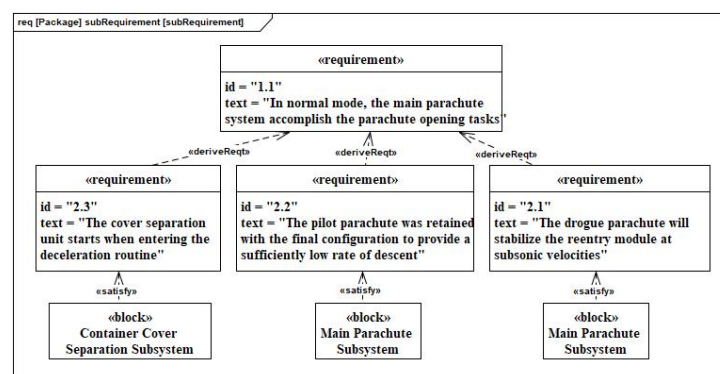 req [Package] subRequirement [subRequirement]
«requirement»
id = "1.1"
text = "In normal mode, the main parachute
system accomplish the parachute opening tasks"
«deriveReqt»
«deriveReqt»
«deriveReqt»
«requirement»
id = "2.3"
text = "The cover separation
unit starts when entering the
deceleration routine"
«requirement»
id = "2.2"
text = "The pilot parachute was retained
with the final configuration to provide a
sufficiently low rate of descent"
«requirement»
id = "2.1"
text = "The drogue parachute will
stabilize the reentry module at
subsonic velocities"
«satisfy»
«satisfy»
«satisfy»
«block»
Container Cover
Separation Subsystem
«block»
Main Parachute
Subsystem
«block»
Main Parachute
Subsystem